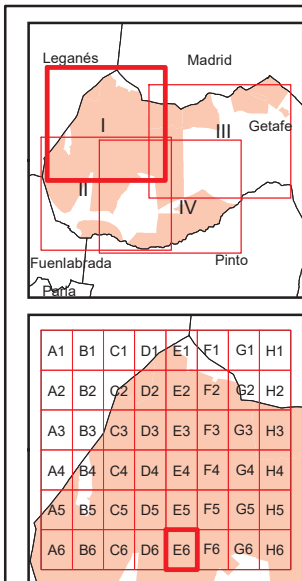 Leganés Madrid
I
III
Getafe
II
IV
Fuenlabrada Pinto
A1 B1 C1 D1 E1 F1 G1 H1
A2 B2 C2 D2 E2 F2 G2 H2
A3 B3 C3 D3 E3 F3 G3 H3
A4 B4 C4 D4 E4 F4 G4 H4
A5 B5 C5 D5 E5 F5 G5 H5
A6 B6 C6 D6 E6 F6 G6 H6